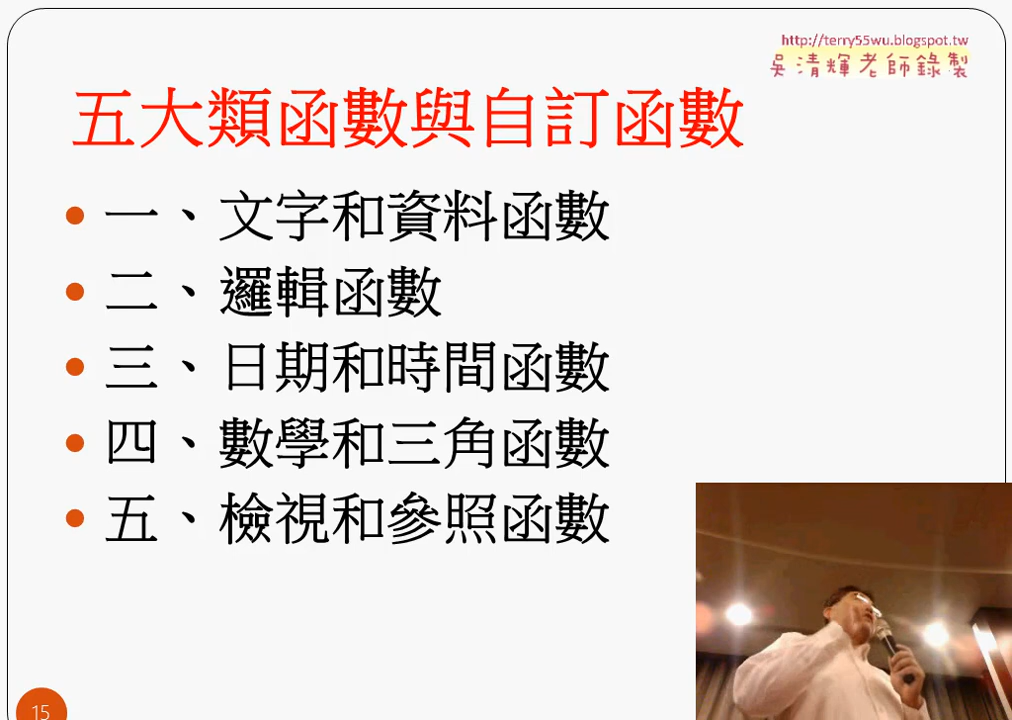 http://terry55wu.blogspot.tw
吳清輝老師錄製
五大類函數與自訂函數
一、文字和資料函數
二、邏輯函數
三、日期和時間函數
四、數學和三角函數
五、檢視和參照函數
15